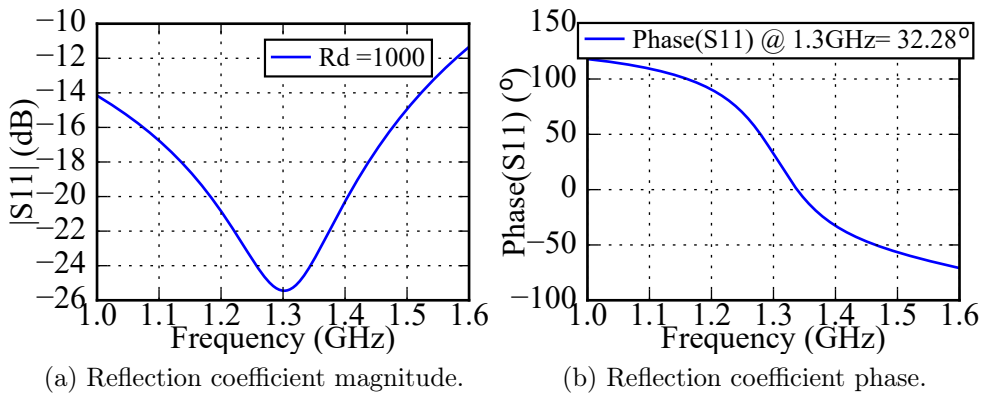 −10
−12
−14
−16
−18
−20
−22
−24
−26
|S11| (dB)
Rd =1000
1.0 1.1 1.2 1.3 1.4 1.5 1.6
Frequency (GHz)
(a) Reflection coefficient magnitude.
150
100
50
0
−50
−100
Phase(S11) (°)
Phase(S11) @ 1.3GHz= 32.28°
1.0 1.1 1.2 1.3 1.4 1.5 1.6
Frequency (GHz)
(b) Reflection coefficient phase.